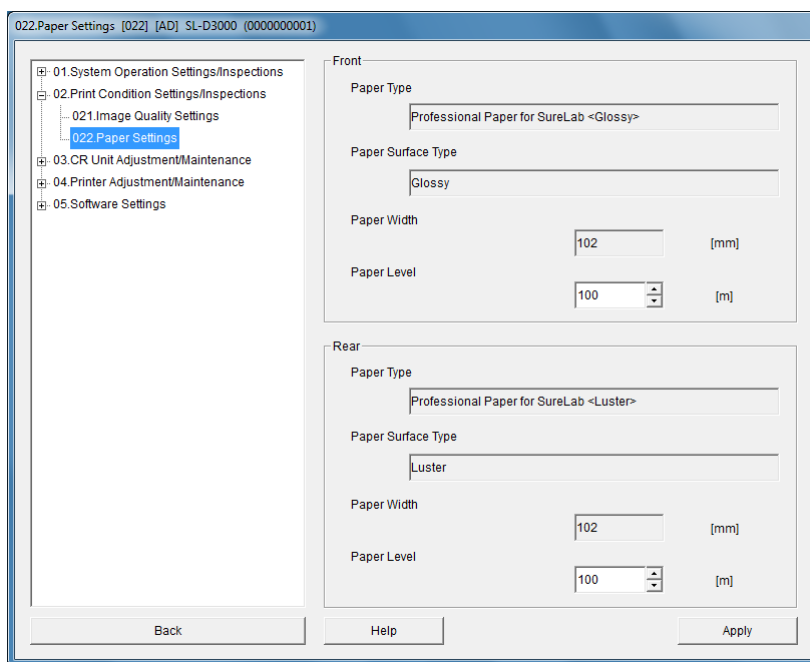 022.Paper Settings [022] [AD] SL-D3000 (0000000001)
01.System Operation Settings/Inspections
02.Print Condition Settings/Inspections
021.Image Quality Settings
022.Paper Settings
03.CR Unit Adjustment/Maintenance
04.Printer Adjustment/Maintenance
05.Software Settings
Front
Paper Type
Professional Paper for SureLab <Glossy>
Paper Surface Type
Glossy
Paper Width
102 [mm]
Paper Level
100 [m]
Rear
Paper Type
Professional Paper for SureLab <Luster>
Paper Surface Type
Luster
Paper Width
102 [mm]
Paper Level
100 [m]
Back Help Apply